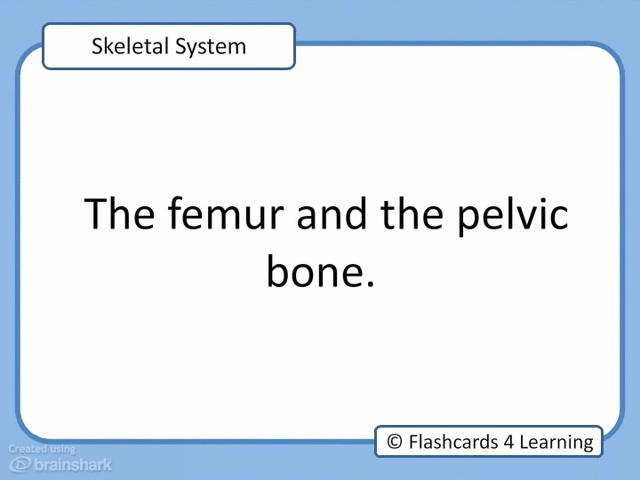 Skeletal System
The femur and the pelvic
bone.
© Flashcards 4 Learning
Created using
brainshark